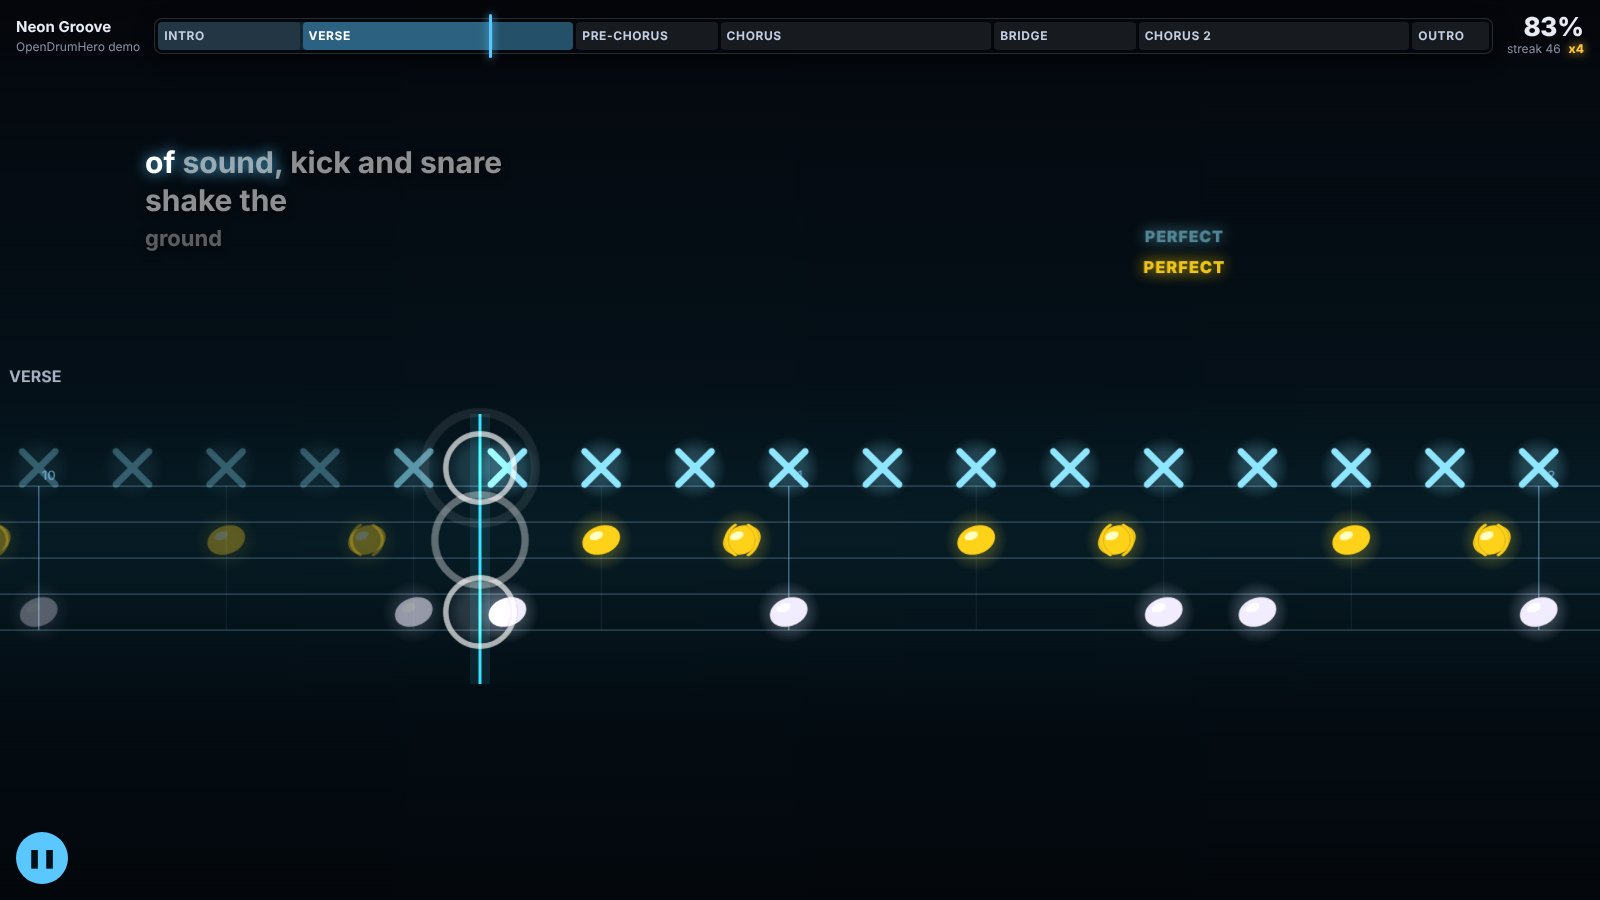 Neon Groove
OpenDrumHero demo
INTRO
VERSE
PRE-CHORUS
CHORUS
BRIDGE
CHORUS 2
OUTRO
83%
streak 46 x4
of sound, kick and snare
shake the
ground
PERFECT
PERFECT
VERSE
10